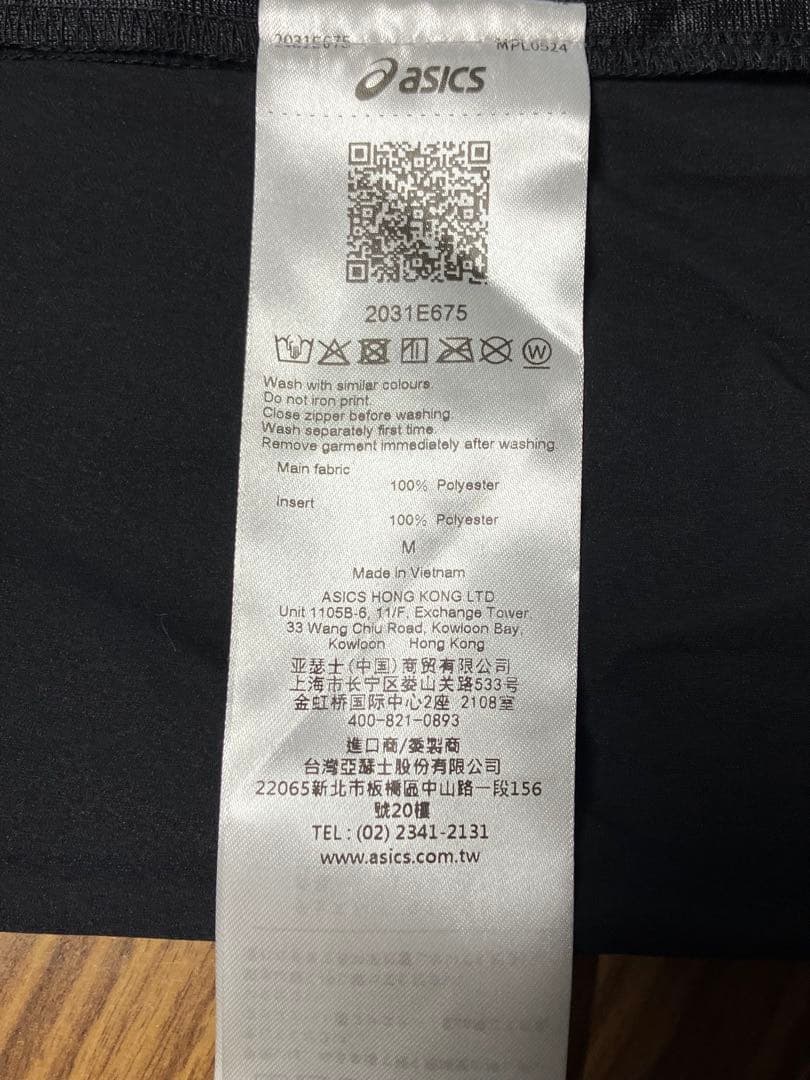 2031E675 MPL0524
asics
2031E675
W
Wash with similar colours.
Do not iron print.
Close zipper before washing.
Wash separately first time.
Remove garment immediately after washing.
Main fabric
100% Polyester
Insert
100% Polyester
M
Made in Vietnam
ASICS HONG KONG LTD
Unit 1105B-6, 11/F, Exchange Tower,
33 Wang Chiu Road, Kowloon Bay,
Kowloon Hong Kong
亚瑟士(中国)商贸有限公司
上海市长宁区娄山关路533号
金虹桥国际中心2座 2108室
400-821-0893
進口商/委製商
台灣亞瑟士股份有限公司
22065新北市板橋區中山路一段156
號20樓
TEL : (02) 2341-2131
www.asics.com.tw